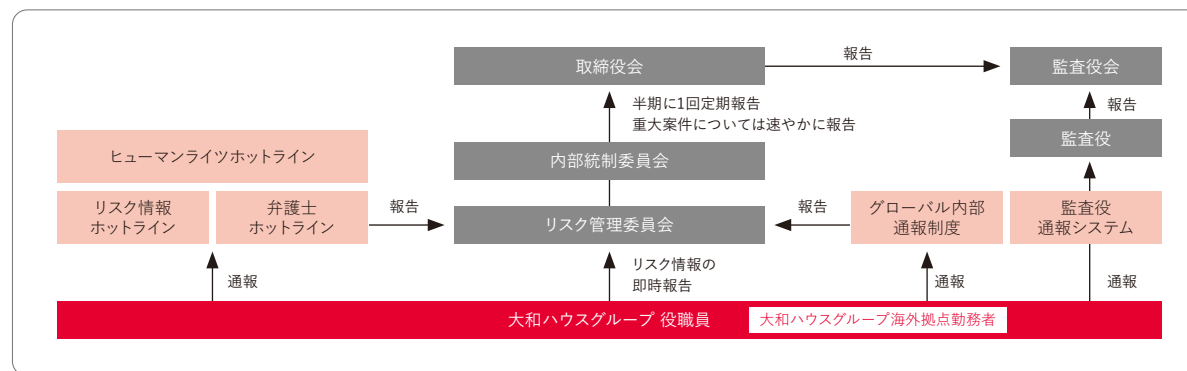 取締役会
報告
監査役会
半期に1回定期報告
重大案件については速やかに報告
報告
監査役
ヒューマンライツホットライン
内部統制委員会
リスク情報
ホットライン
弁護士
ホットライン
報告
リスク管理委員会
報告
グローバル内部
通報制度
監査役
通報システム
通報
リスク情報の
即時報告
通報
通報
大和ハウスグループ 役職員
大和ハウスグループ海外拠点勤務者